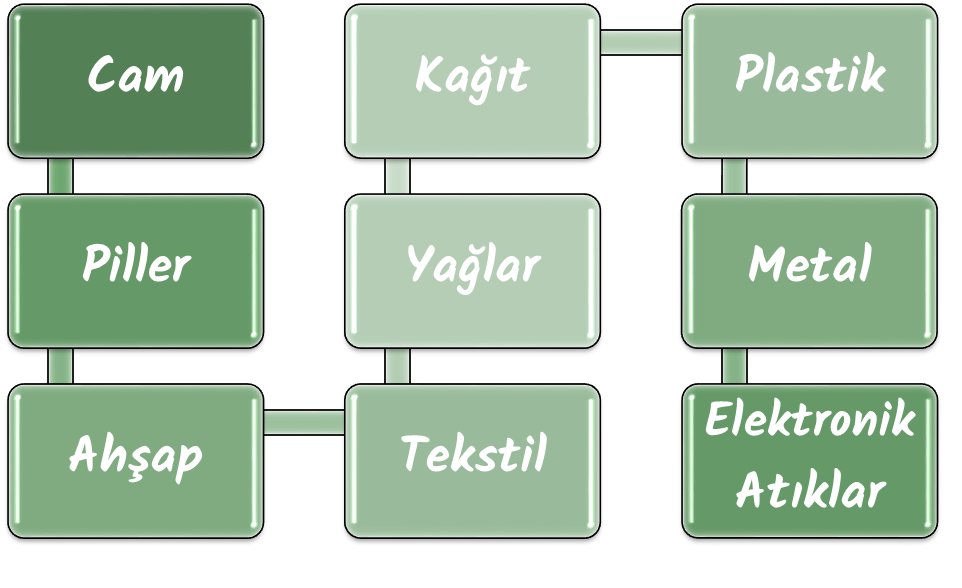 Cam
Piller
Ahşap
Tekstil
Yağlar
Kağıt
Plastik
Metal
Elektronik
Atıklar